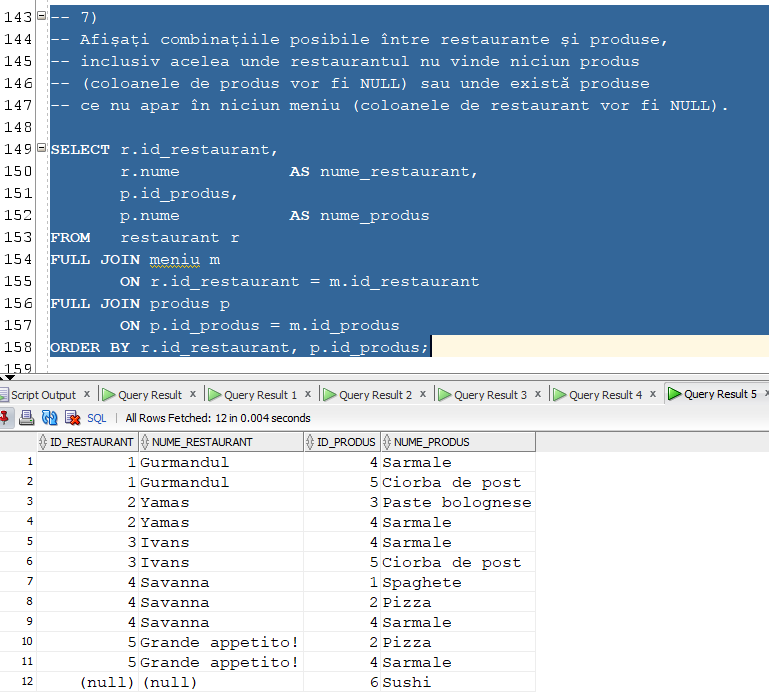 143 -- 7)
144 -- Afișați combinațiile posibile între restaurante și produse,
145 -- inclusiv acelea unde restaurantul nu vinde niciun produs
146 -- (coloanele de produs vor fi NULL) sau unde există produse
147 -- ce nu apar în niciun meniu (coloanele de restaurant vor fi NULL).
148
149 SELECT r.id_restaurant,
150 r.nume AS nume_restaurant,
151 p.id_produs,
152 p.nume AS nume_produs
153 FROM restaurant r
154 FULL JOIN meniu m
155 ON r.id_restaurant = m.id_restaurant
156 FULL JOIN produs p
157 ON p.id_produs = m.id_produs
158 ORDER BY r.id_restaurant, p.id_produs;
159
Script Output x Query Result x Query Result 1 x Query Result 2 x Query Result 3 x Query Result 4 x Query Result 5 x
SQL | All Rows Fetched: 12 in 0.004 seconds
ID_RESTAURANT NUME_RESTAURANT ID_PRODUS NUME_PRODUS
1 1 Gurmandul 4 Sarmale
2 1 Gurmandul 5 Ciorba de post
3 2 Yamas 3 Paste bolognese
4 2 Yamas 4 Sarmale
5 3 Ivans 4 Sarmale
6 3 Ivans 5 Ciorba de post
7 4 Savanna 1 Spaghete
8 4 Savanna 2 Pizza
9 4 Savanna 4 Sarmale
10 5 Grande appetito! 2 Pizza
11 5 Grande appetito! 4 Sarmale
12 (null) (null) 6 Sushi